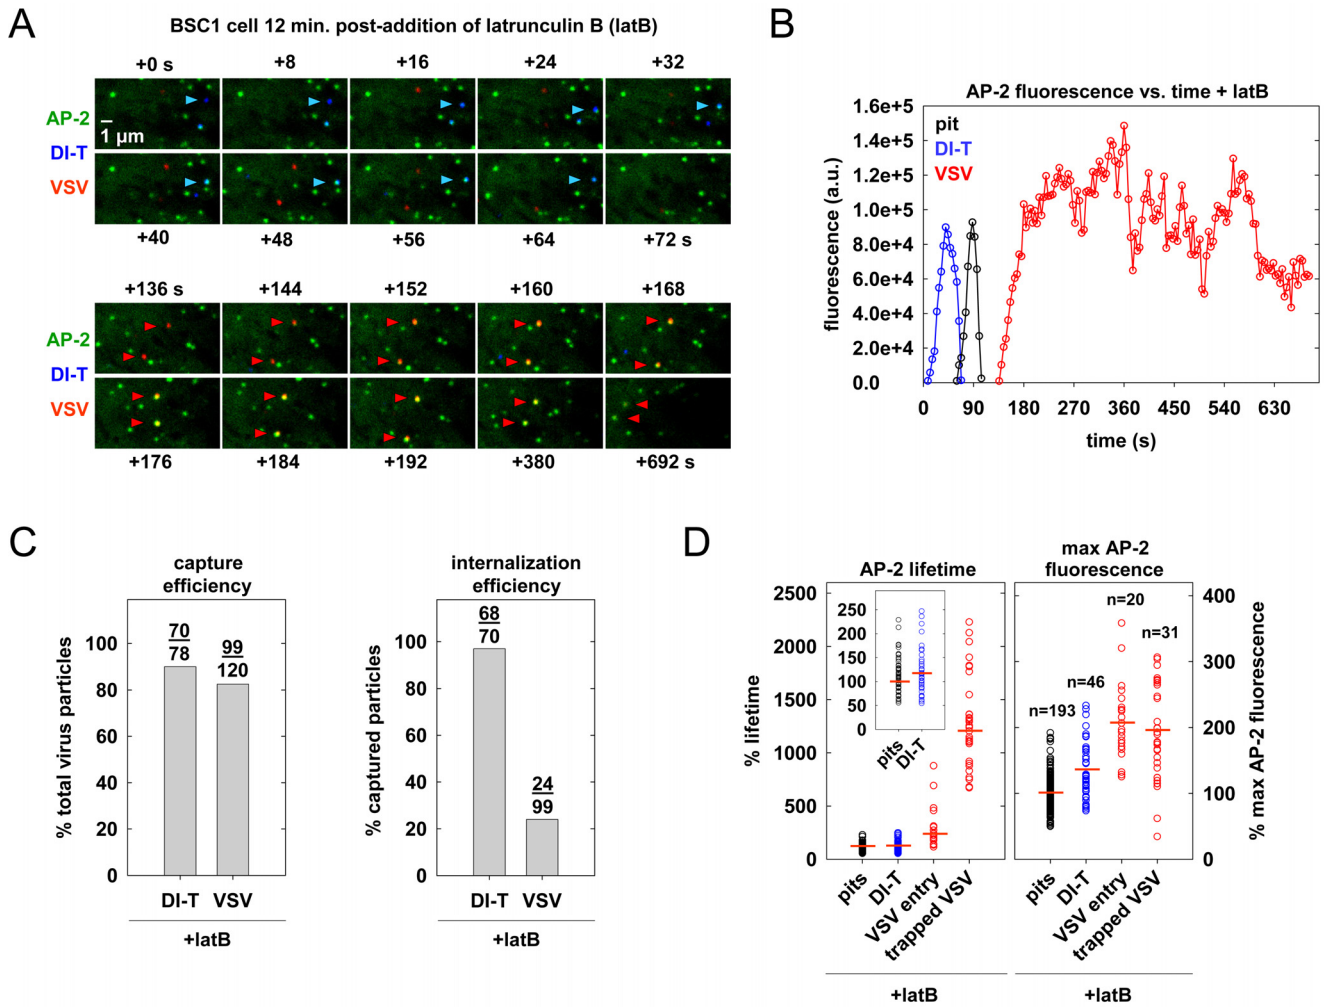 A
BSC1 cell 12 min. post-addition of latrunculin B (latB)
+0 s +8 +16 +24 +32
AP-2
DI-T
VSV
1 µm
+40 +48 +56 +64 +72 s
+136 s +144 +152 +160 +168
AP-2
DI-T
VSV
+176 +184 +192 +380 +692 s
B
AP-2 fluorescence vs. time + latB
fluorescence (a.u.)
1.6e+5
1.4e+5
1.2e+5
1.0e+5
8.0e+4
6.0e+4
4.0e+4
2.0e+4
0.0
pit
DI-T
VSV
0 90 180 270 360 450 540 630
time (s)
C
capture
efficiency
% total virus particles
100
80
60
40
20
0
70
78
99
120
DI-T VSV
+latB
internalization
efficiency
% captured particles
100
80
60
40
20
0
68
70
24
99
DI-T VSV
+latB
D
AP-2 lifetime
% lifetime
2500
2000
1500
1000
500
0
250
200
150
100
50
0
pits
DI-T
pits
DI-T
VSV entry
trapped VSV
+latB
max AP-2
fluorescence
n=193
n=46
n=20
n=31
400
300
200
100
0
% max AP-2 fluorescence
pits
DI-T
VSV entry
trapped VSV
+latB